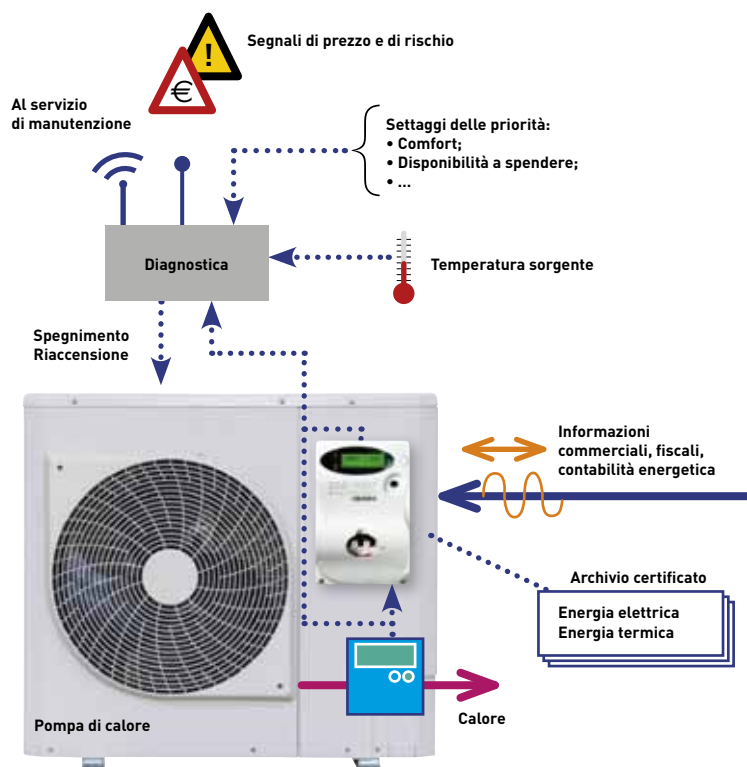 Segnali di prezzo e di rischio
!
€
Al servizio
di manutenzione
Settaggi delle priorità:
• Comfort;
• Disponibilità a spendere;
• ...
Diagnostica
Temperatura sorgente
Spegnimento
Riaccensione
Informazioni
commerciali, fiscali,
contabilità energetica
Archivio certificato
Energia elettrica
Energia termica
Pompa di calore
Calore